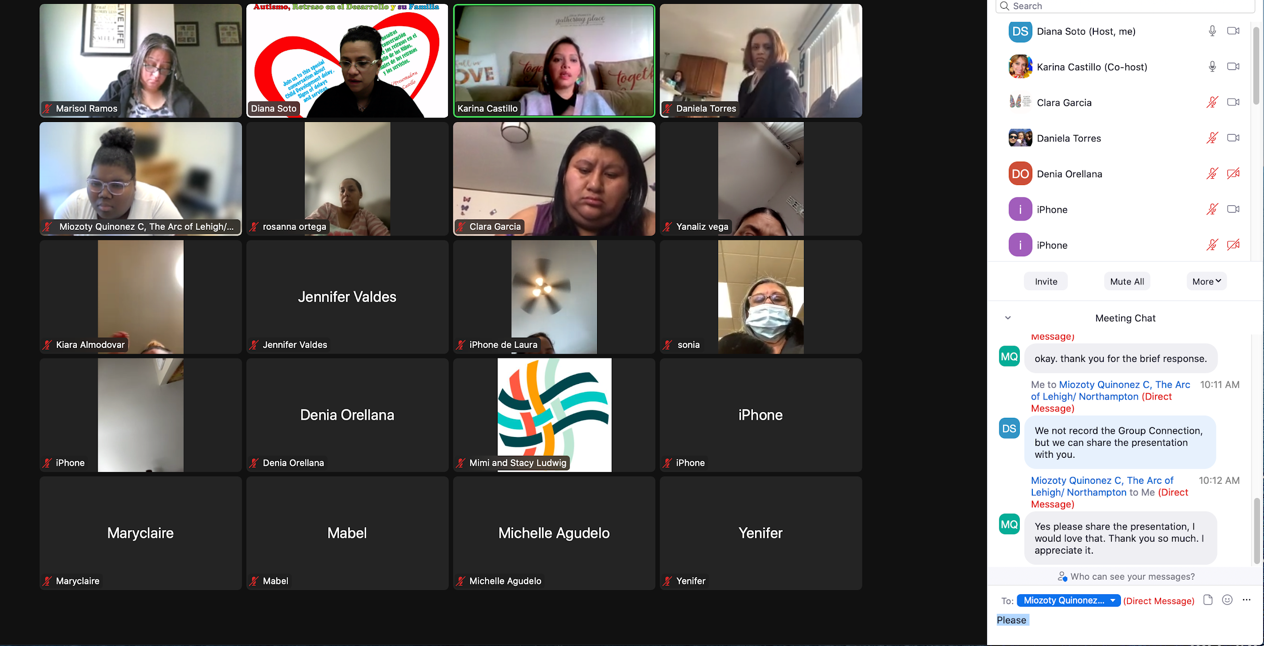 Search
LIVE LIFE
Marisol Ramos
Autismo, Retraso en el Desarrollo y su Familia
Diana Soto
gathering place
LOVE
Together
Karina Castillo
Daniela Torres
Miozoty Quinonez C, The Arc of Lehigh/...
rosanna ortega
Clara Garcia
Yanaliz vega
Kiara Almodovar
Jennifer Valdes
Jennifer Valdes
iPhone de Laura
sonia
iPhone
Denia Orellana
Denia Orellana
Mimi and Stacy Ludwig
iPhone
iPhone
Maryclaire
Maryclaire
Mabel
Mabel
Michelle Agudelo
Michelle Agudelo
Yenifer
Yenifer
DS Diana Soto (Host, me)
Karina Castillo (Co-host)
Clara Garcia
Daniela Torres
DO Denia Orellana
i iPhone
i iPhone
Invite Mute All More
Meeting Chat
Message)
MQ okay. thank you for the brief response.
Me to Miozoty Quinonez C, The Arc 10:11 AM
of Lehigh/ Northampton (Direct
Message)
DS We not record the Group Connection,
but we can share the presentation
with you.
Miozoty Quinonez C, The Arc of 10:12 AM
Lehigh/ Northampton to Me (Direct
Message)
MQ Yes please share the presentation, I
would love that. Thank you so much. I
appreciate it.
Who can see your messages?
To: Miozoty Quinonez... (Direct Message) ...
Please